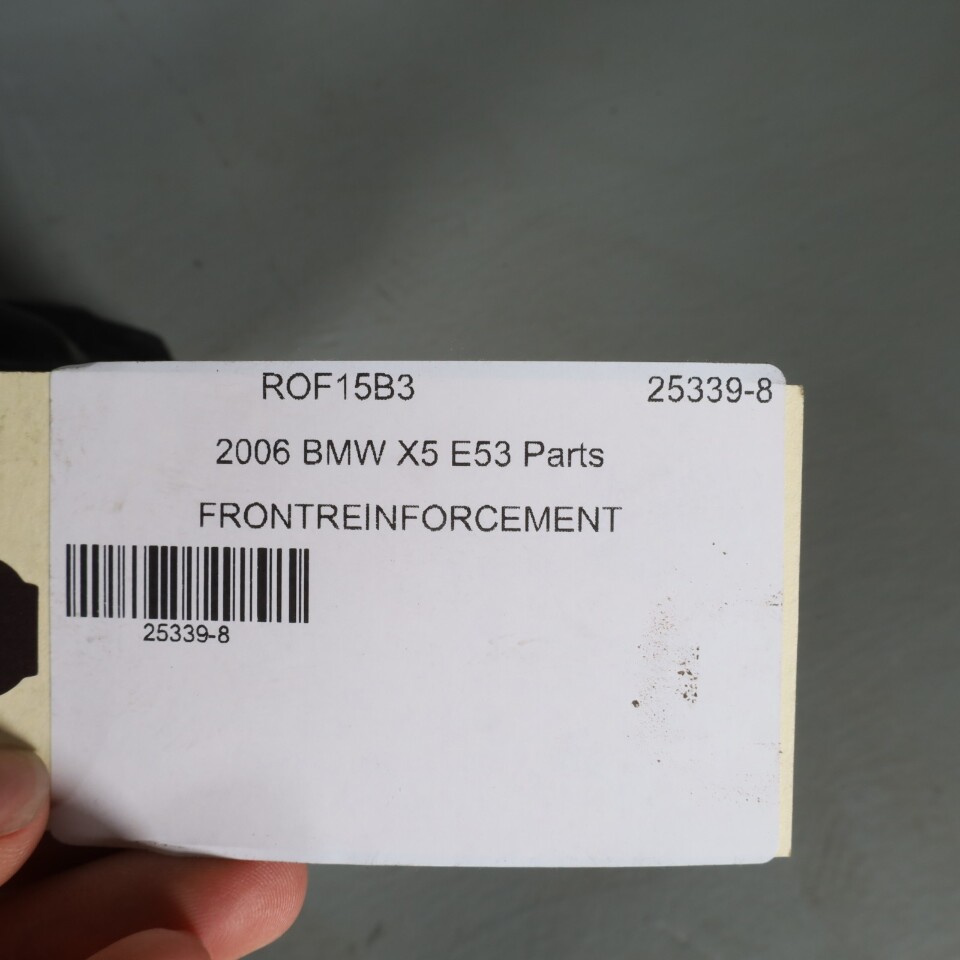 ROF15B3 25339-8
2006 BMW X5 E53 Parts
FRONTREINFORCEMENT
25339-8